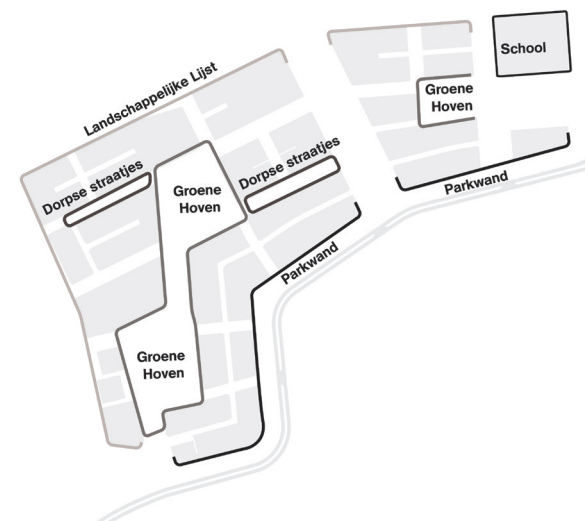 Landschappelijke Lijst
School
Groene
Hoven
Dorpse straatjes
Dorpse straatjes
Groene
Hoven
Parkwand
Parkwand
Groene
Hoven